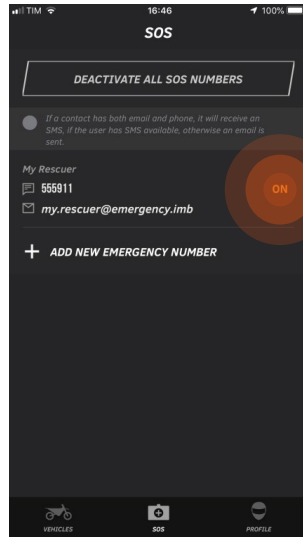 TIM 16:46 100%
SOS
DEACTIVATE ALL SOS NUMBERS
If a contact has both email and phone, it will receive an
SMS, if the user has SMS available, otherwise an email is
sent.
My Rescuer
555911
ON
my.rescuer@emergency.imb
ADD NEW EMERGENCY NUMBER
VEHICLES SOS PROFILE